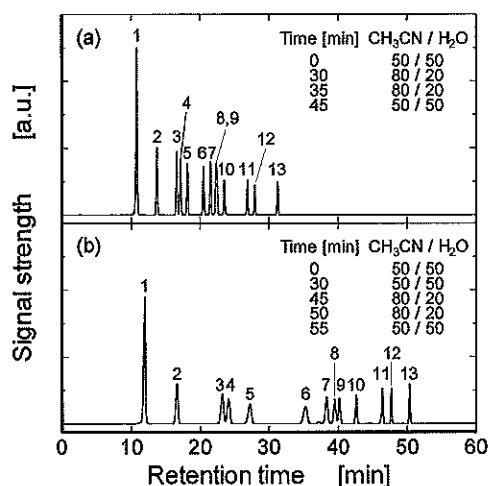 (a)
Time [min] CH₃CN / H₂O
0 50 / 50
30 80 / 20
35 80 / 20
45 50 / 50
1
2
3
4
5
6 7
8,9
10
11
12
13
(b)
Time [min] CH₃CN / H₂O
0 50 / 50
30 50 / 50
45 80 / 20
50 80 / 20
55 50 / 50
1
2
3 4
5
6
7
8
9
10
11
12
13
0 10 20 30 40 50 60
Retention time [min]
Signal strength [a.u.]